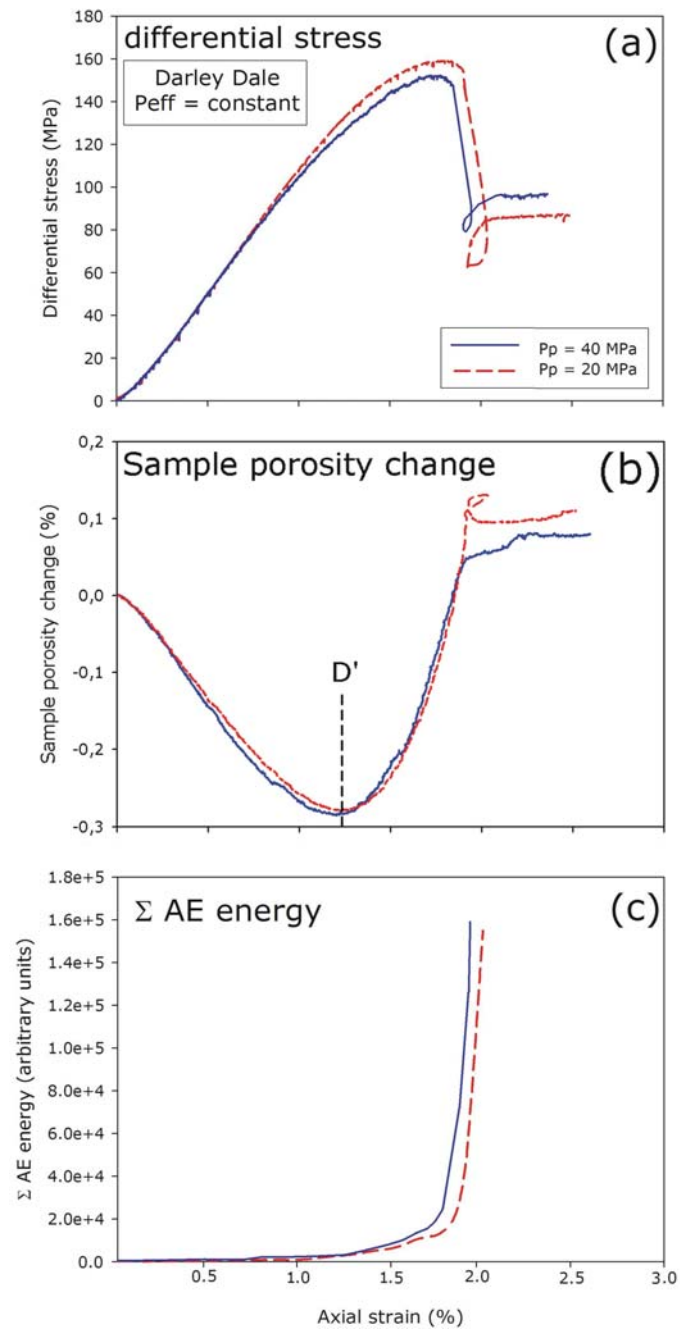 differential stress
(a)
Darley Dale
Peff = constant
180
160
140
120
100
80
60
40
20
0
Differential stress (MPa)
Pp = 40 MPa
Pp = 20 MPa
Sample porosity change
(b)
0,2
0,1
0,0
-0,1
-0,2
-0,3
Sample porosity change (%)
D'
Σ AE energy
(c)
1.8e+5
1.6e+5
1.4e+5
1.2e+5
1.0e+5
8.0e+4
6.0e+4
4.0e+4
2.0e+4
0.0
Σ AE energy (arbitrary units)
0.5 1.0 1.5 2.0 2.5 3.0
Axial strain (%)